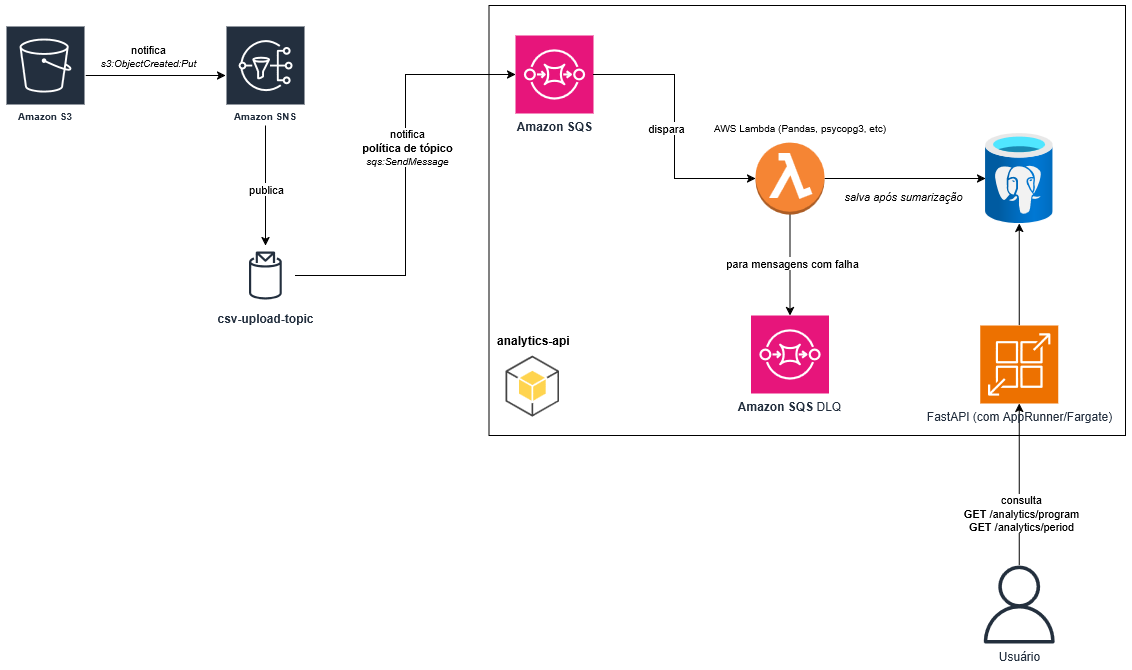 notifica
s3:ObjectCreated:Put
Amazon S3
Amazon SNS
publica
csv-upload-topic
notifica
política de tópico
sqs:SendMessage
Amazon SQS
dispara
AWS Lambda (Pandas, psycopg3, etc)
salva após sumarização
para mensagens com falha
Amazon SQS DLQ
analytics-api
FastAPI (com AppRunner/Fargate)
consulta
GET /analytics/program
GET /analytics/period
Usuário